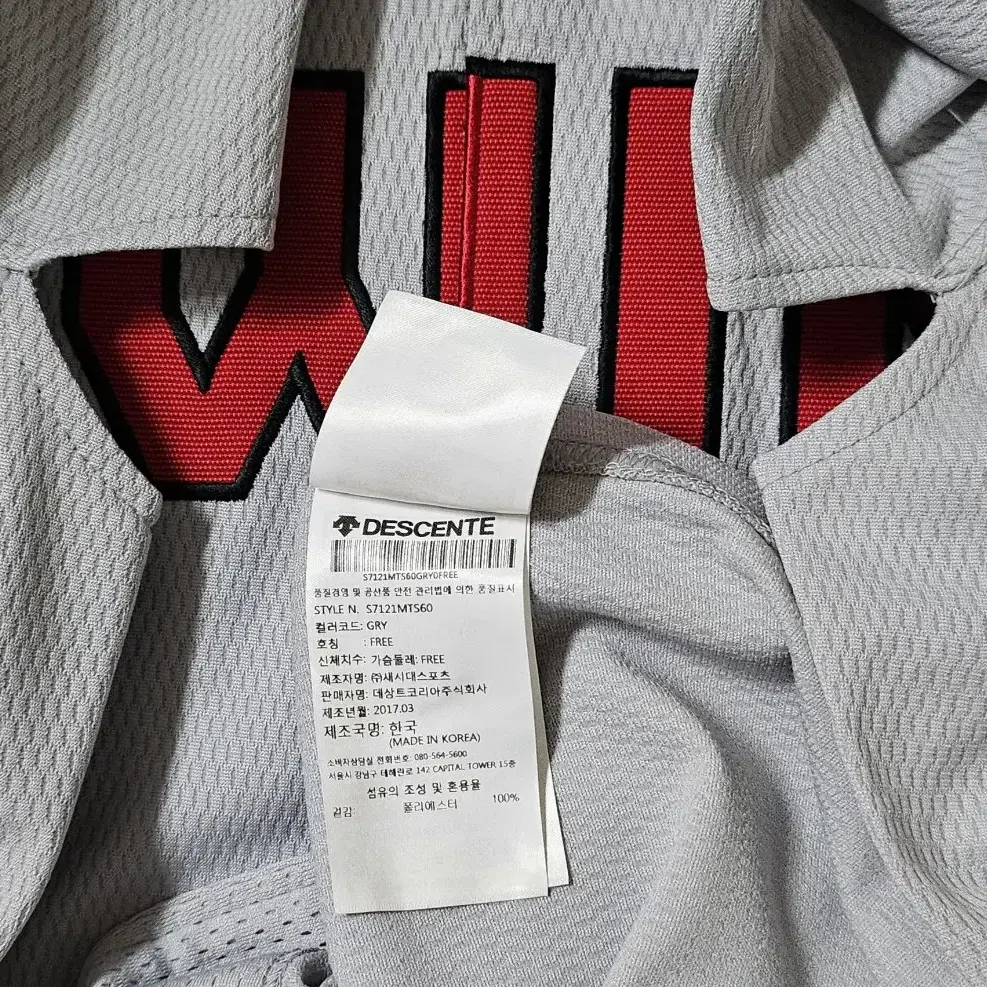 WI
DESCENTE
S7121MTS60GRY0FREE
품질경영 및 공산품 안전 관리법에 의한 품질표시
STYLE N. S7121MTS60
컬러코드: GRY
호칭 : FREE
신체치수: 가슴둘레: FREE
제조자명: ㈜새시대스포츠
판매자명: 데상트코리아주식회사
제조년월: 2017.03
제조국명: 한국
(MADE IN KOREA)
소비자상담실 전화번호: 080-564-5600
서울시 강남구 테헤란로 142 CAPITAL TOWER 15층
섬유의 조성 및 혼용율
겉감: 폴리에스터 100%